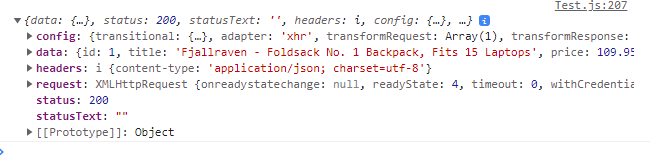 Test.js:207
▼{data: {…}, status: 200, statusText: '', headers: i, config: {…}, …} i
▶config: {transitional: {…}, adapter: 'xhr', transformRequest: Array(1), transformResponse:
▶data: {id: 1, title: 'Fjallraven - Foldsack No. 1 Backpack, Fits 15 Laptops', price: 109.95
▶headers: i {content-type: 'application/json; charset=utf-8'}
▶request: XMLHttpRequest {onreadystatechange: null, readyState: 4, timeout: 0, withCredentia
status: 200
statusText: ""
▶[[Prototype]]: Object